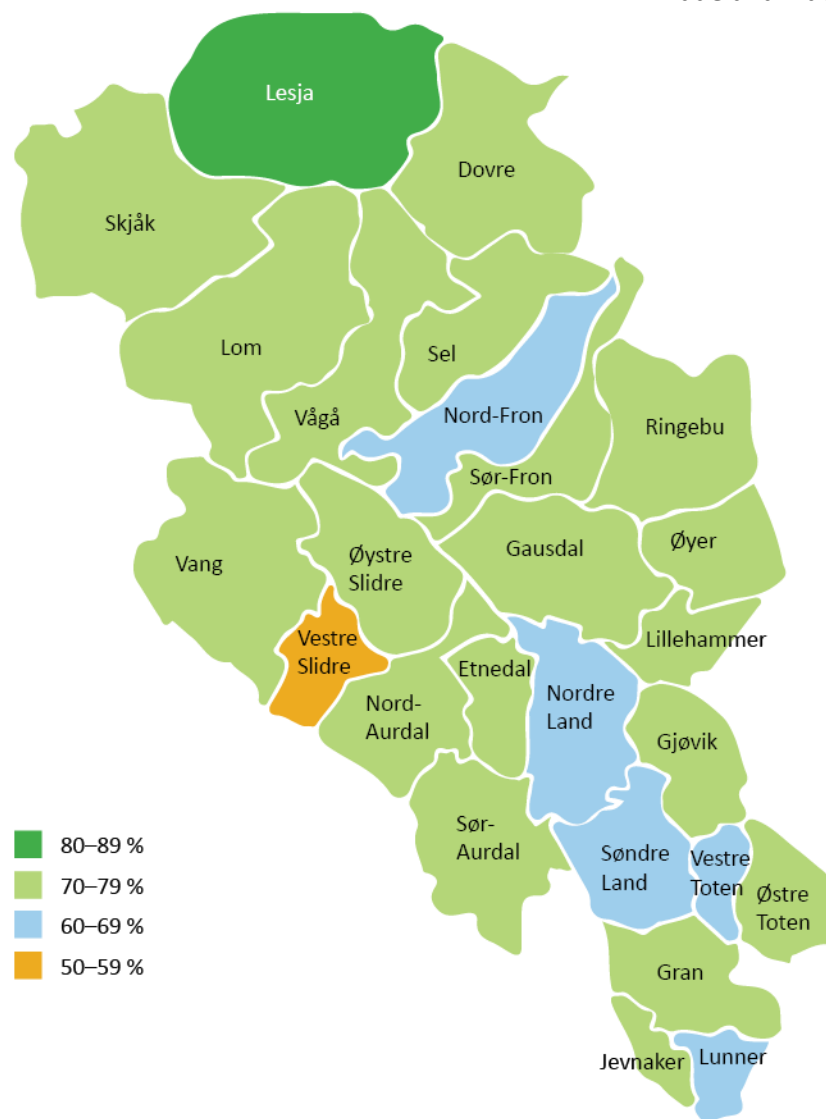 Lesja
Dovre
Skjåk
Lom
Sel
Vågå
Nord-Fron
Ringebu
Sør-Fron
Vang
Øystre
Slidre
Gausdal
Øyer
Vestre
Slidre
Lillehammer
Etnedal
Nord-
Aurdal
Nordre
Land
Gjøvik
Sør-
Aurdal
Søndre
Land
Vestre
Toten
Østre
Toten
80–89 %
70–79 %
60–69 %
50–59 %
Gran
Jevnaker
Lunner